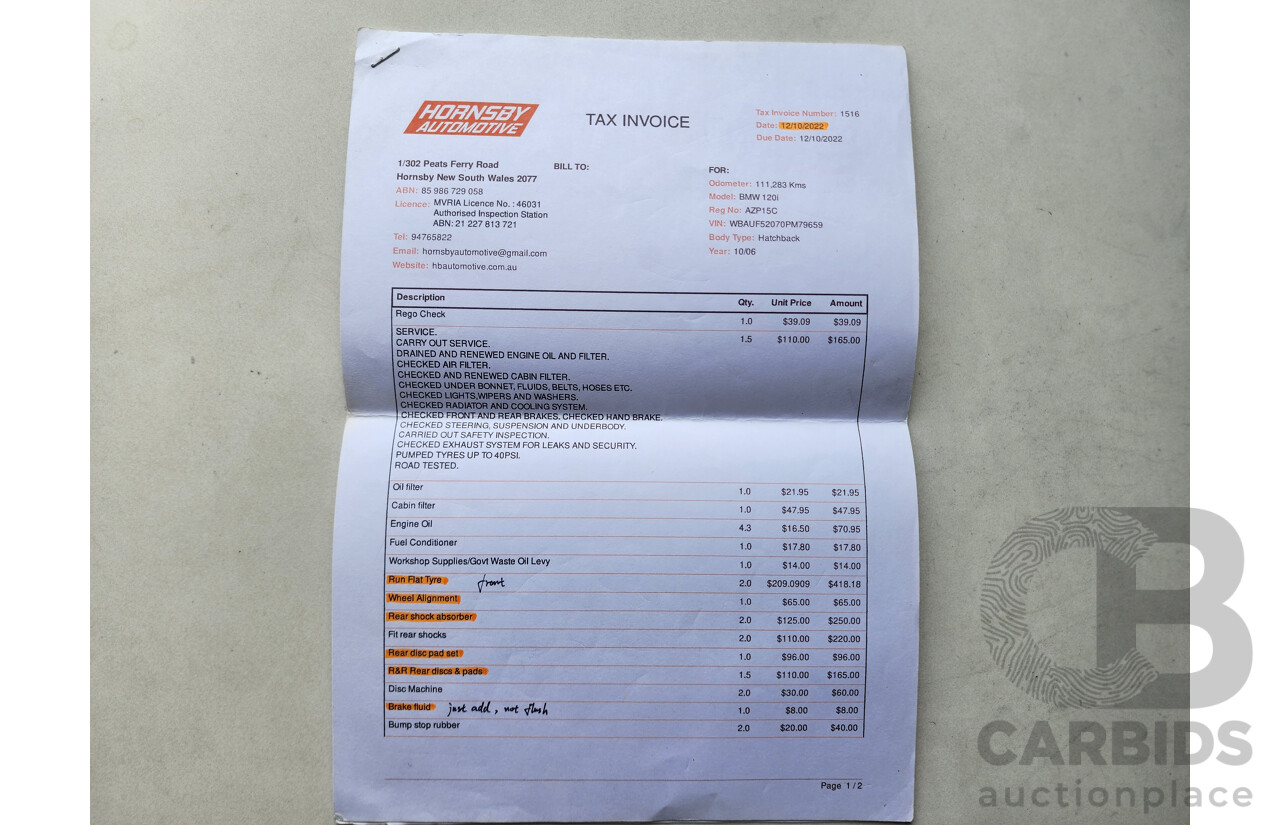 HORNSBY
AUTOMOTIVE
TAX INVOICE
Tax Invoice Number: 1516
Date: 12/10/2022
Due Date: 12/10/2022
1/302 Peats Ferry Road
Hornsby New South Wales 2077
ABN: 85 986 729 058
Licence: MVRIA Licence No. : 46031
Authorised Inspection Station
ABN: 21 227 813 721
Tel: 94765822
Email: hornsbyautomotive@gmail.com
Website: hbautomotive.com.au
BILL TO:
FOR:
Odometer: 111,283 Kms
Model: BMW 120i
Reg No: AZP15C
VIN: WBAUF52070PM79659
Body Type: Hatchback
Year: 10/06
Description Qty. Unit Price Amount
Rego Check 1.0 $39.09 $39.09
SERVICE. 1.5 $110.00 $165.00
CARRY OUT SERVICE.
DRAINED AND RENEWED ENGINE OIL AND FILTER.
CHECKED AIR FILTER.
CHECKED AND RENEWED CABIN FILTER.
CHECKED UNDER BONNET, FLUIDS, BELTS, HOSES ETC.
CHECKED LIGHTS,WIPERS AND WASHERS.
CHECKED RADIATOR AND COOLING SYSTEM.
CHECKED FRONT AND REAR BRAKES. CHECKED HAND BRAKE.
CHECKED STEERING, SUSPENSION AND UNDERBODY.
CARRIED OUT SAFETY INSPECTION.
CHECKED EXHAUST SYSTEM FOR LEAKS AND SECURITY.
PUMPED TYRES UP TO 40PSI.
ROAD TESTED.
Oil filter 1.0 $21.95 $21.95
Cabin filter 1.0 $47.95 $47.95
Engine Oil 4.3 $16.50 $70.95
Fuel Conditioner 1.0 $17.80 $17.80
Workshop Supplies/Govt Waste Oil Levy 1.0 $14.00 $14.00
Run Flat Tyre front 2.0 $209.0909 $418.18
Wheel Alignment 1.0 $65.00 $65.00
Rear shock absorber 2.0 $125.00 $250.00
Fit rear shocks 2.0 $110.00 $220.00
Rear disc pad set 1.0 $96.00 $96.00
R&R Rear discs & pads 1.5 $110.00 $165.00
Disc Machine 2.0 $30.00 $60.00
Brake fluid just add, not flush 1.0 $8.00 $8.00
Bump stop rubber 2.0 $20.00 $40.00
Page 1 / 2
CB
CARBIDS
auctionplace